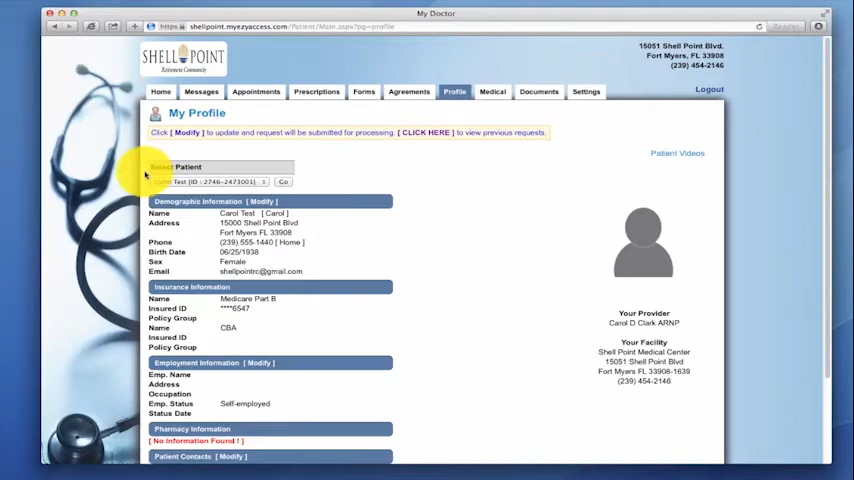 My Doctor
https shellpoint.myezyaccess.com/Patient/Main.aspx?pg=profile
Reader
SHELL POINT
Retirement Community
15051 Shell Point Blvd.
Fort Myers, FL 33908
(239) 454-2146
Home Messages Appointments Prescriptions Forms Agreements Profile Medical Documents Settings Logout
My Profile
Click [ Modify ] to update and request will be submitted for processing. [ CLICK HERE ] to view previous requests.
Patient Videos
Select Patient
Carol Test [ID : 2746-2473001] Go
Demographic Information [ Modify ]
Name Carol Test [ Carol ]
Address 15000 Shell Point Blvd
Fort Myers FL 33908
Phone (239) 555-1440 [ Home ]
Birth Date 06/25/1938
Sex Female
Email shellpointrc@gmail.com
Insurance Information
Name Medicare Part B
Insured ID ****6547
Policy Group
Name CBA
Insured ID
Policy Group
Employment Information [ Modify ]
Emp. Name
Address
Occupation
Emp. Status Self-employed
Status Date
Pharmacy Information
[ No Information Found ! ]
Patient Contacts [ Modify ]
Your Provider
Carol D Clark ARNP
Your Facility
Shell Point Medical Center
15051 Shell Point Blvd
Fort Myers FL 33908-1639
(239) 454-2146